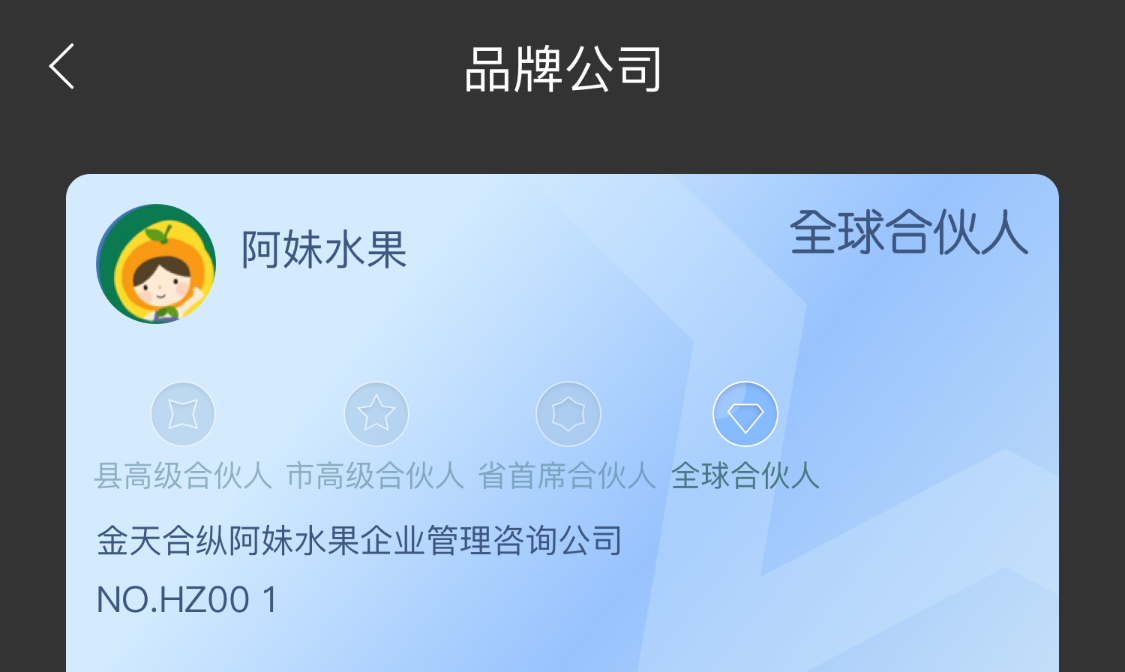 品牌公司
阿妹水果
全球合伙人
县高级合伙人 市高级合伙人 省首席合伙人 全球合伙人
金天合纵阿妹水果企业管理咨询公司
NO.HZ00 1